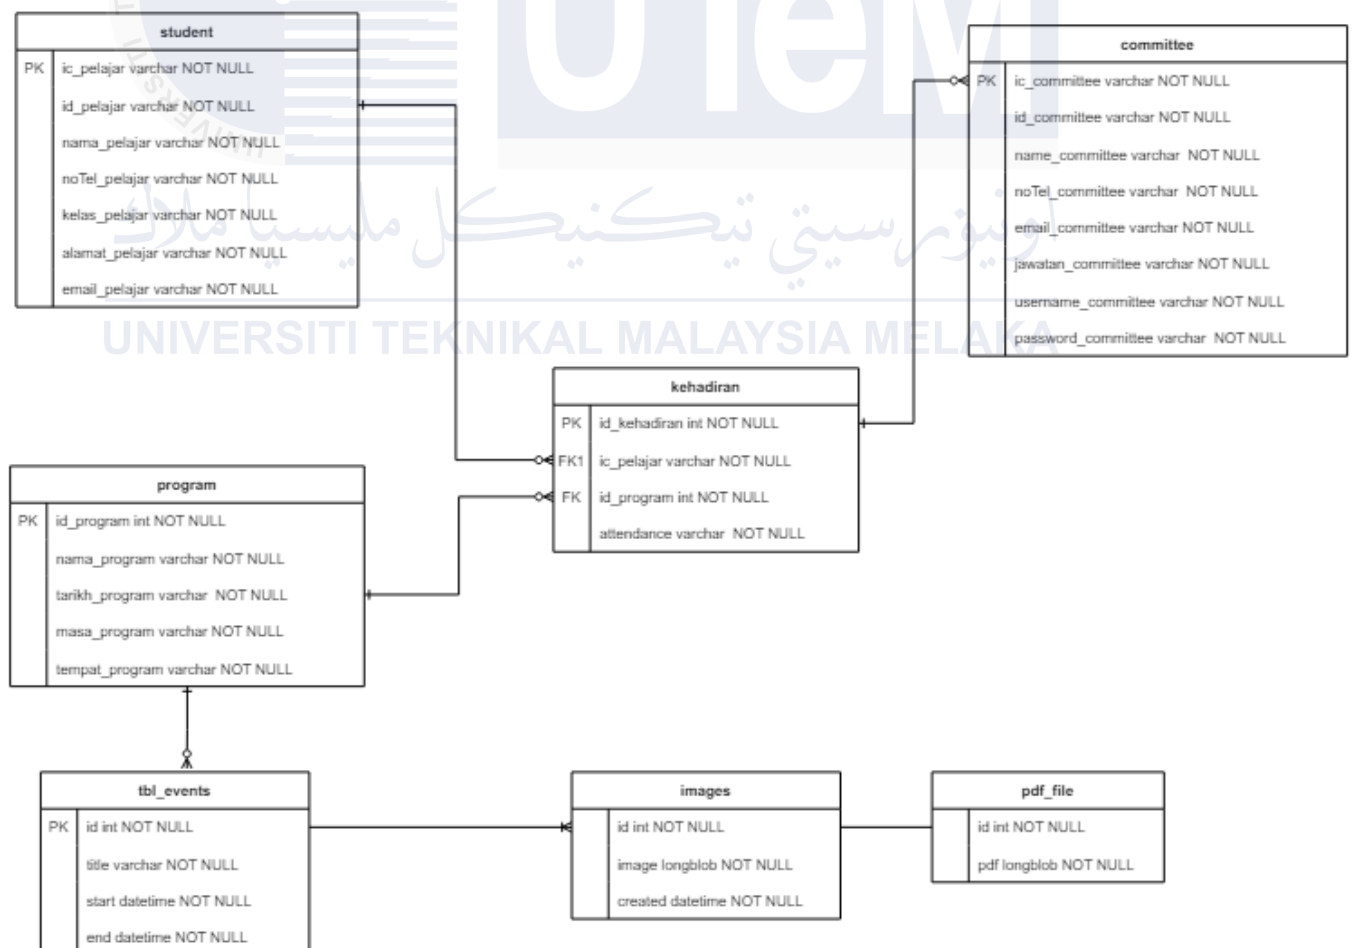 student
PK ic_pelajar varchar NOT NULL
id_pelajar varchar NOT NULL
nama_pelajar varchar NOT NULL
noTel_pelajar varchar NOT NULL
kelas_pelajar varchar NOT NULL
alamat_pelajar varchar NOT NULL
email_pelajar varchar NOT NULL
committee
PK ic_committee varchar NOT NULL
id_committee varchar NOT NULL
name_committee varchar NOT NULL
noTel_committee varchar NOT NULL
email_committee varchar NOT NULL
jawatan_committee varchar NOT NULL
username_committee varchar NOT NULL
password_committee varchar NOT NULL
UTeM
اونيۏرسيتي تيكنيكل مليسيا ملاك
UNIVERSITI TEKNIKAL MALAYSIA MELAKA
kehadiran
PK id_kehadiran int NOT NULL
FK1 ic_pelajar varchar NOT NULL
FK id_program int NOT NULL
attendance varchar NOT NULL
program
PK id_program int NOT NULL
nama_program varchar NOT NULL
tarikh_program varchar NOT NULL
masa_program varchar NOT NULL
tempat_program varchar NOT NULL
tbl_events
PK id int NOT NULL
title varchar NOT NULL
start datetime NOT NULL
end datetime NOT NULL
images
id int NOT NULL
image longblob NOT NULL
created datetime NOT NULL
pdf_file
id int NOT NULL
pdf longblob NOT NULL